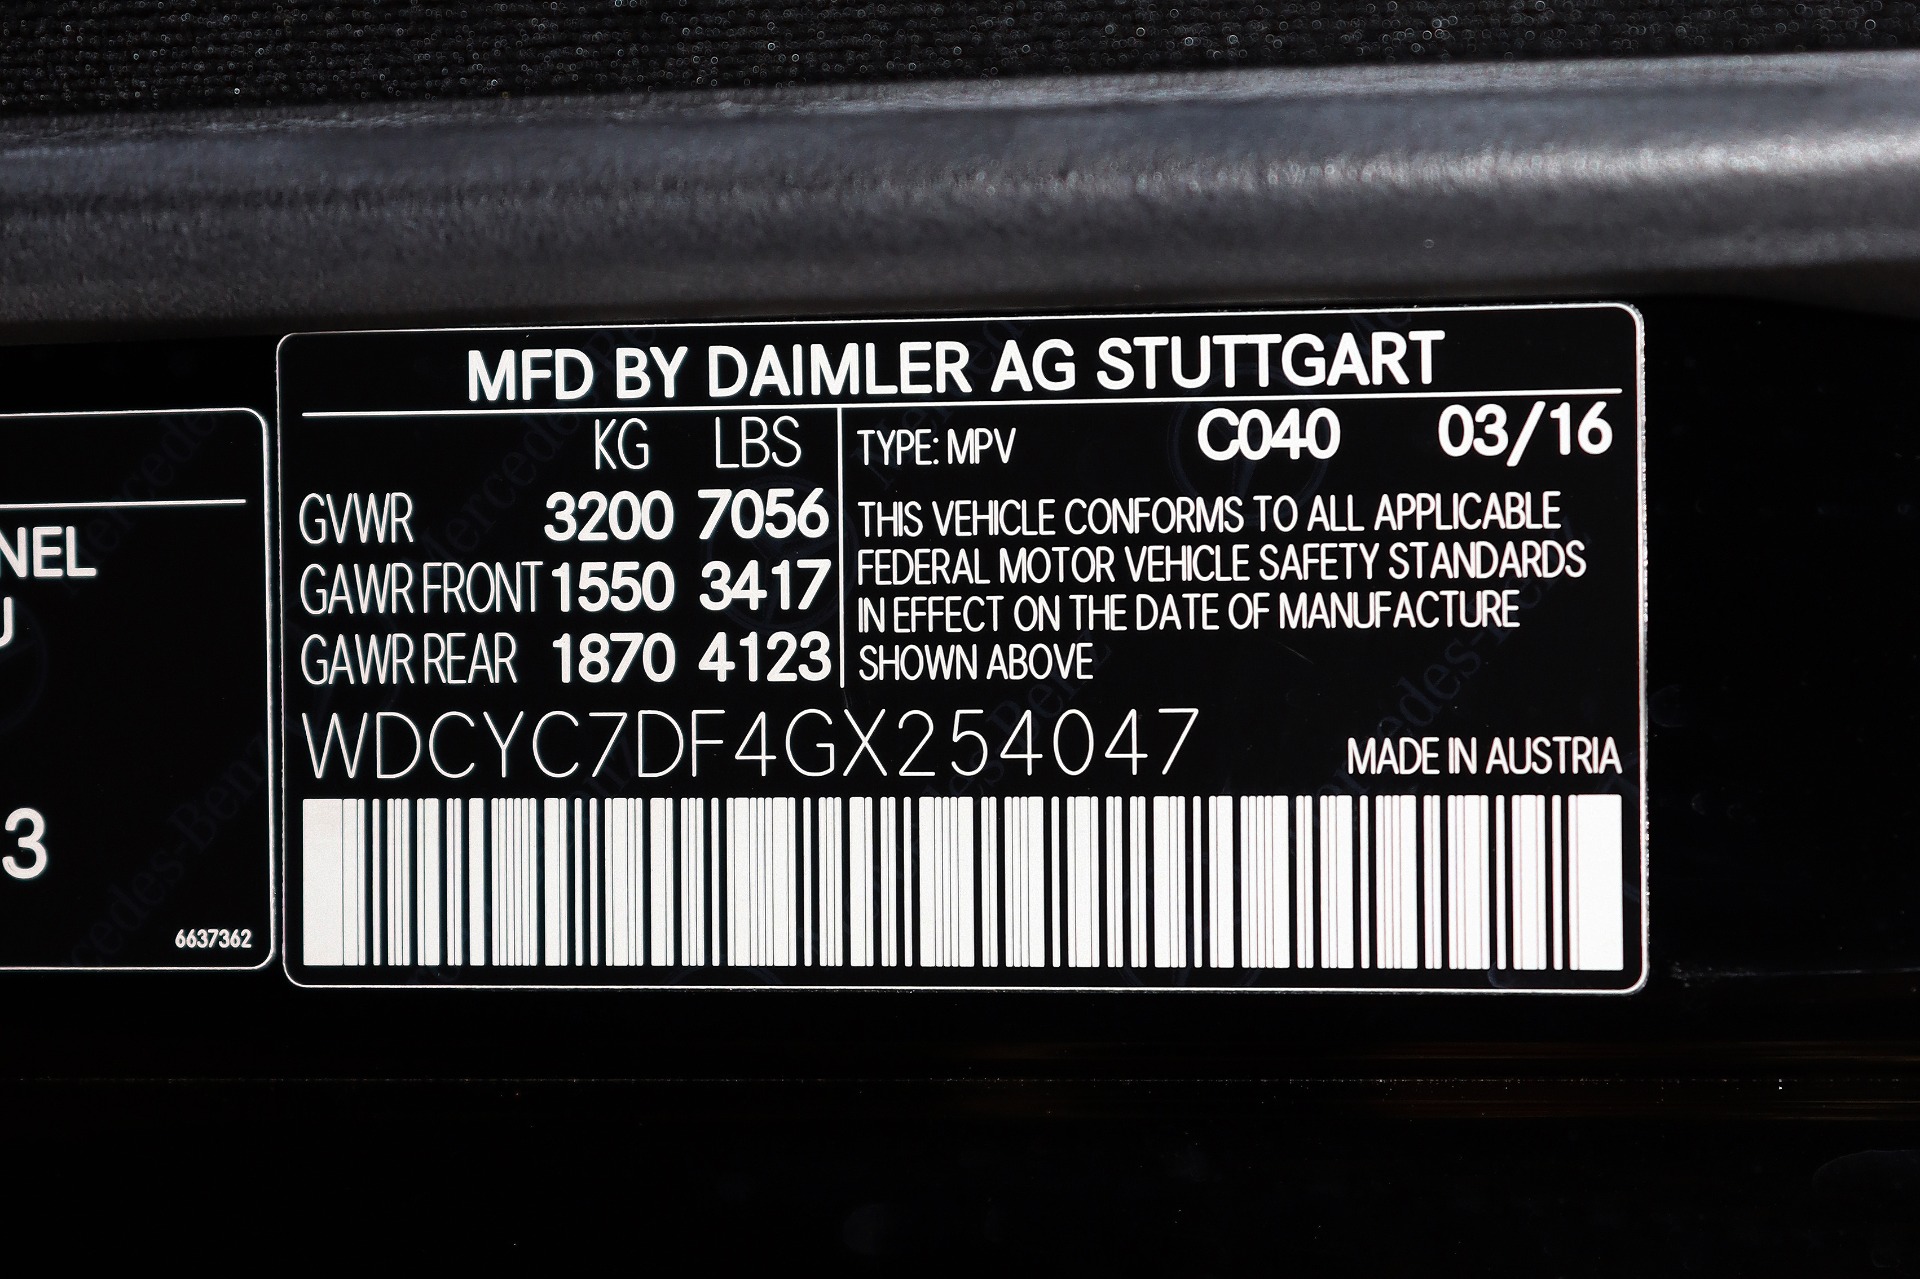 MFD BY DAIMLER AG STUTTGART
KG LBS
GVWR 3200 7056
GAWR FRONT 1550 3417
GAWR REAR 1870 4123
TYPE: MPV C040 03/16
THIS VEHICLE CONFORMS TO ALL APPLICABLE
FEDERAL MOTOR VEHICLE SAFETY STANDARDS
IN EFFECT ON THE DATE OF MANUFACTURE
SHOWN ABOVE
WDCYC7DF4GX254047
MADE IN AUSTRIA
NEL
U
3
6637362